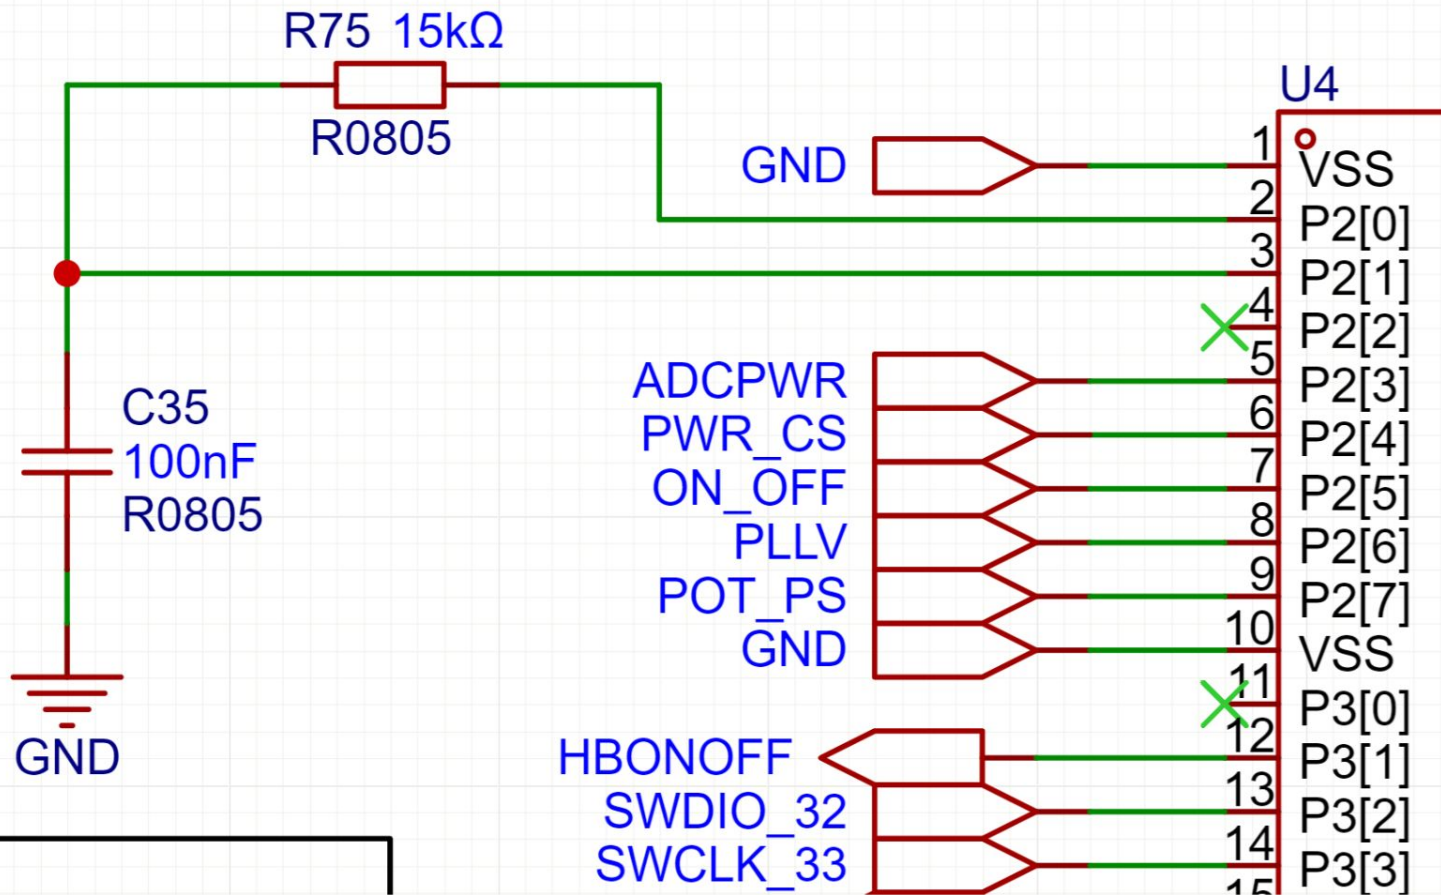 R75 15kΩ
R0805
U4
GND 1 VSS
2 P2[0]
3 P2[1]
4 P2[2]
ADCPWR 5 P2[3]
PWR_CS 6 P2[4]
ON_OFF 7 P2[5]
PLLV 8 P2[6]
POT_PS 9 P2[7]
GND 10 VSS
11 P3[0]
HBONOFF 12 P3[1]
SWDIO_32 13 P3[2]
SWCLK_33 14 P3[3]
15
C35
100nF
R0805
GND